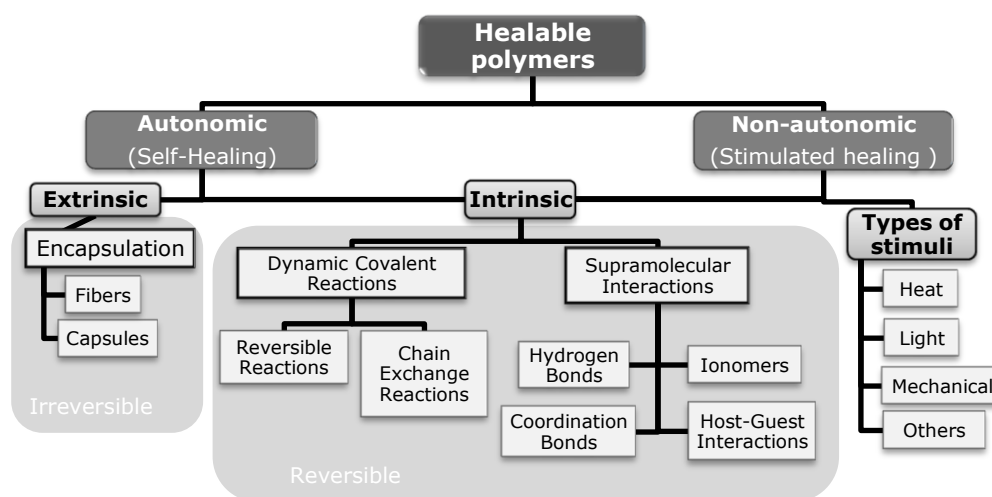 Healable
polymers
Autonomic
(Self-Healing)
Non-autonomic
(Stimulated healing )
Extrinsic
Intrinsic
Types of
stimuli
Encapsulation
Fibers
Capsules
Irreversible
Dynamic Covalent
Reactions
Reversible
Reactions
Chain
Exchange
Reactions
Supramolecular
Interactions
Hydrogen
Bonds
Ionomers
Coordination
Bonds
Host-Guest
Interactions
Reversible
Heat
Light
Mechanical
Others